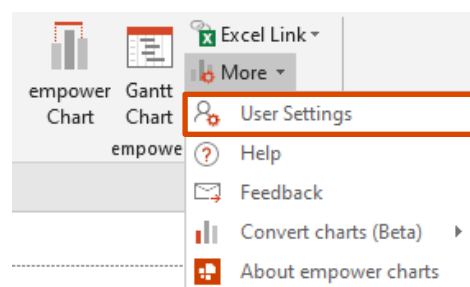 Excel Link
More
empower Chart
Gantt Chart
empowe
User Settings
Help
Feedback
Convert charts (Beta)
About empower charts